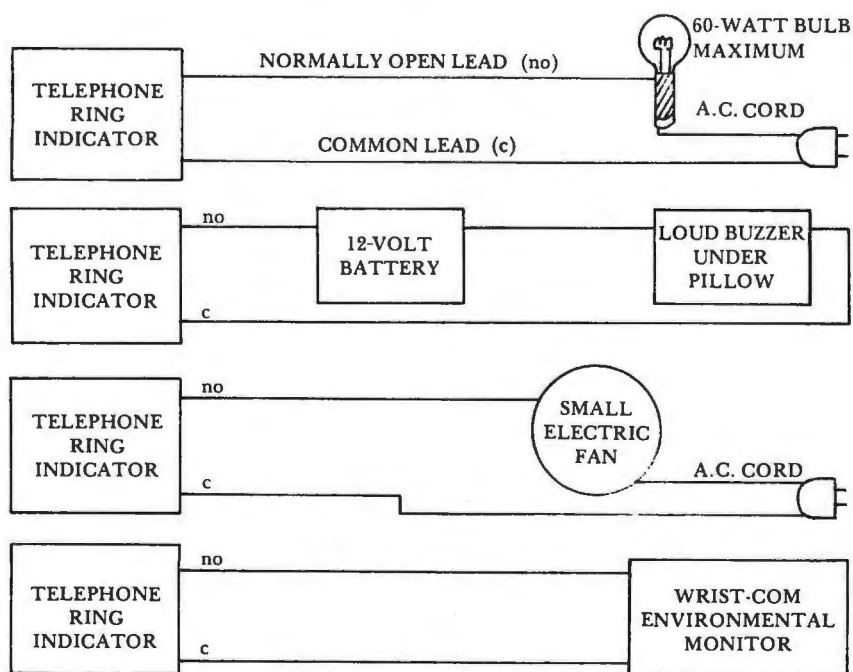 60-WATT BULB
MAXIMUM
NORMALLY OPEN LEAD (no)
TELEPHONE
RING
INDICATOR
A.C. CORD
COMMON LEAD (c)
no
TELEPHONE
RING
INDICATOR
12-VOLT
BATTERY
LOUD BUZZER
UNDER
PILLOW
c
no
TELEPHONE
RING
INDICATOR
SMALL
ELECTRIC
FAN
A.C. CORD
c
no
TELEPHONE
RING
INDICATOR
WRIST-COM
ENVIRONMENTAL
MONITOR
c